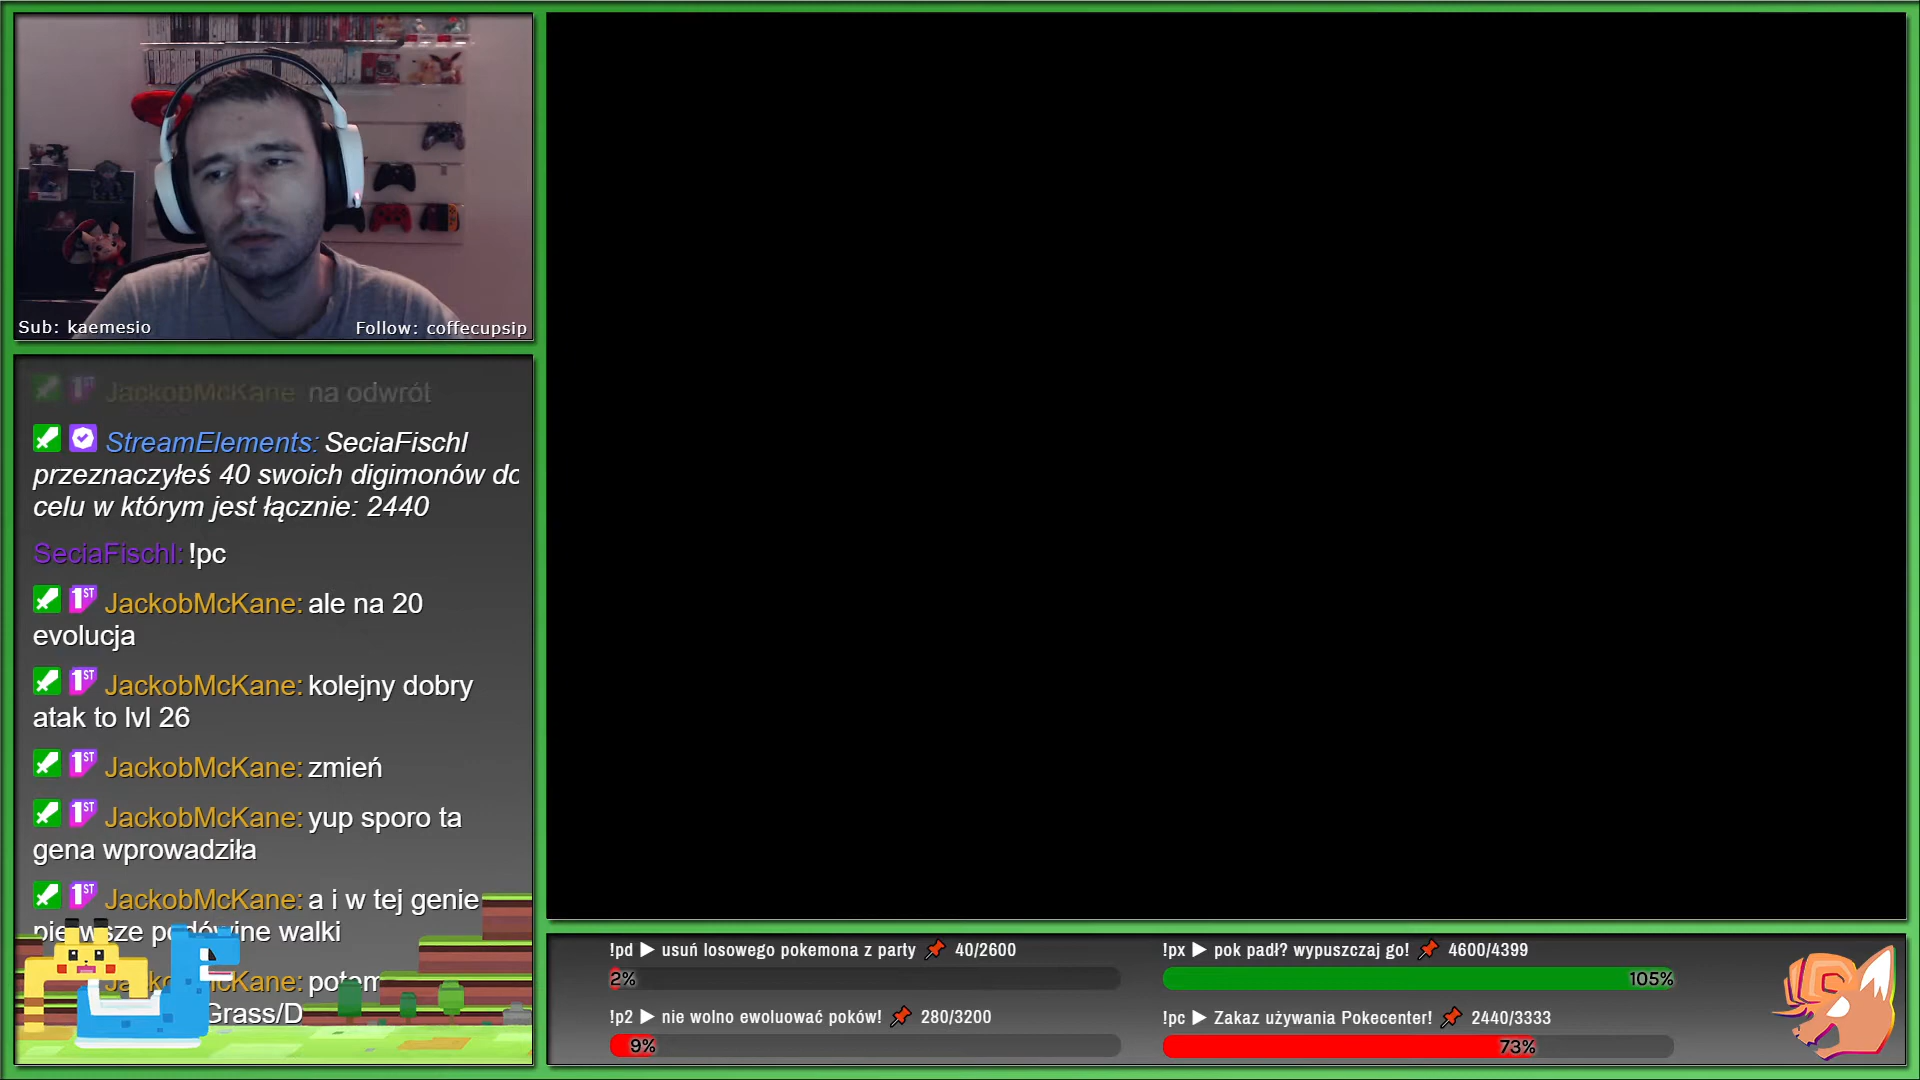 Sub: kaemesio
Follow: coffecupsip
JackobMcKane na odwrót
StreamElements: SeciaFischl
przeznaczyłeś 40 swoich digimonów do
celu w którym jest łącznie: 2440
SeciaFischl: !pc
JackobMcKane: ale na 20
evolucja
JackobMcKane: kolejny dobry
atak to lvl 26
JackobMcKane: zmień
JackobMcKane: yup sporo ta
gena wprowadziła
JackobMcKane: a i w tej genie
walki
potam
Grass/D
!pd ▶ usuń losowego pokemona z party 📌 40/2600
2%
!p2 ▶ nie wolno ewoluować poków! 📌 280/3200
9%
!px ▶ pok padł? wypuszczaj go! 📌 4600/4399
105%
!pc ▶ Zakaz używania Pokecenter! 📌 2440/3333
73%